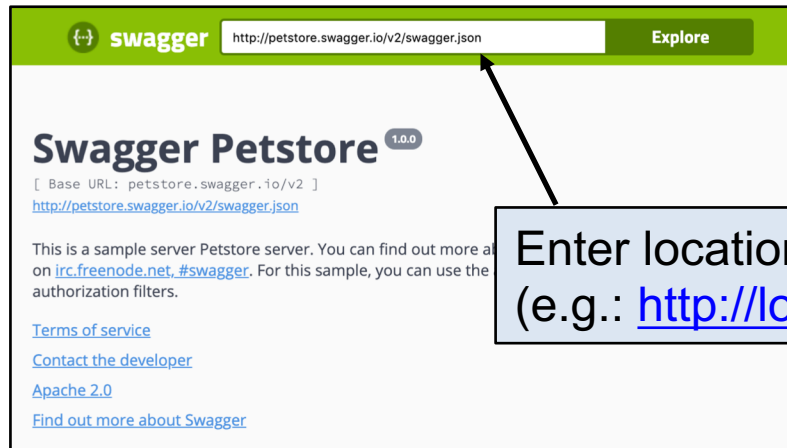 {··} swagger http://petstore.swagger.io/v2/swagger.json Explore
Swagger Petstore 1.0.0
[ Base URL: petstore.swagger.io/v2 ]
http://petstore.swagger.io/v2/swagger.json
This is a sample server Petstore server. You can find out more
on irc.freenode.net, #swagger. For this sample, you can use the
authorization filters.
Enter
(e.g.:
Terms of service
Contact the developer
Apache 2.0
Find out more about Swagger